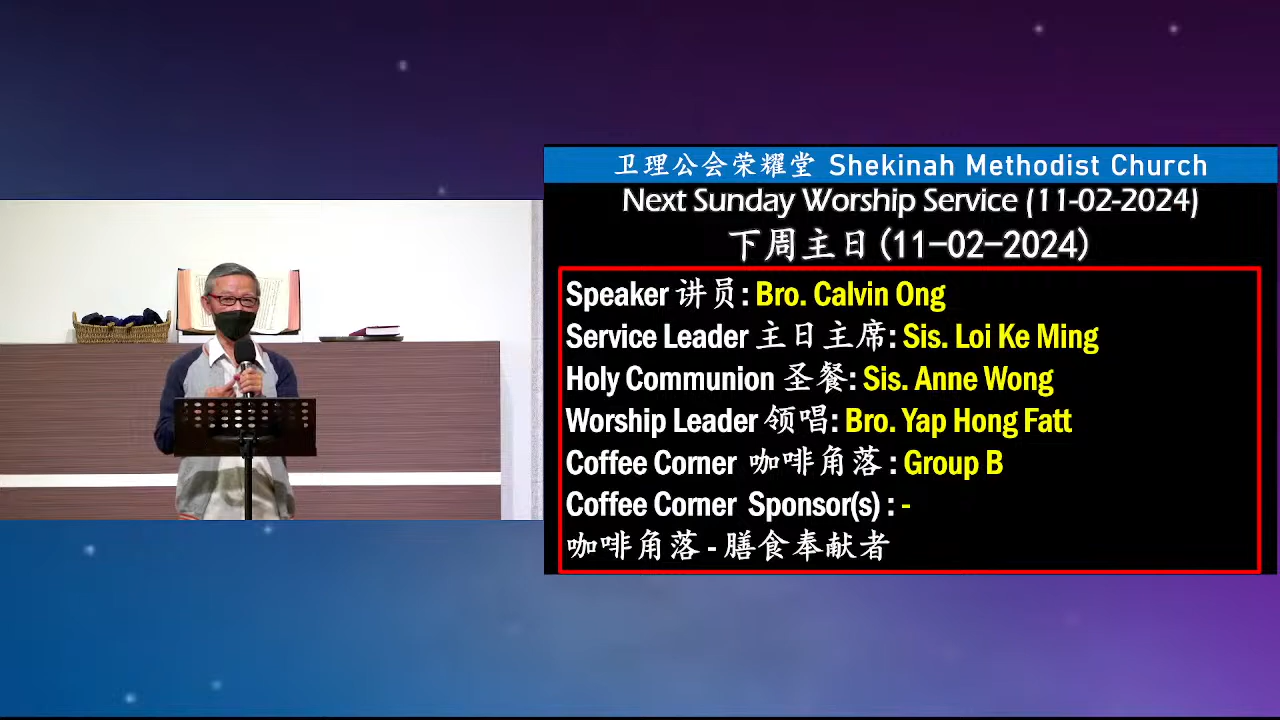 卫理公会荣耀堂 Shekinah Methodist Church
Next Sunday Worship Service (11-02-2024)
下周主日(11-02-2024)
Speaker 讲员: Bro. Calvin Ong
Service Leader 主日主席: Sis. Loi Ke Ming
Holy Communion 圣餐: Sis. Anne Wong
Worship Leader 领唱: Bro. Yap Hong Fatt
Coffee Corner 咖啡角落 : Group B
Coffee Corner Sponsor(s) : -
咖啡角落 - 膳食奉献者